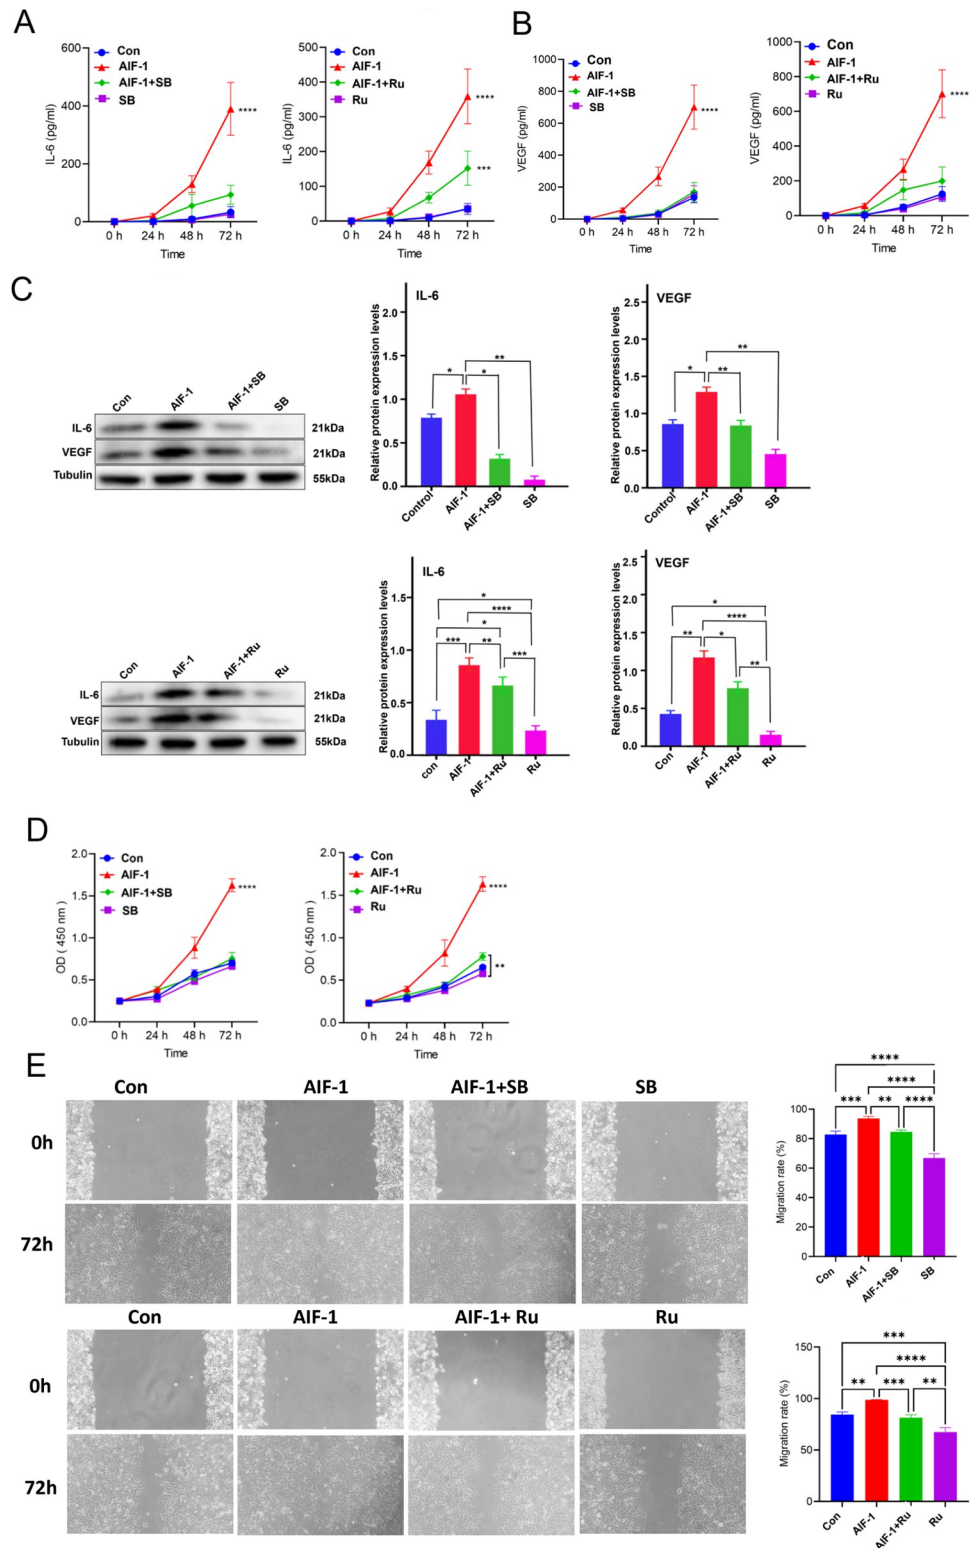 A
IL-6 (pg/ml)
600
400
200
0
Con
AIF-1
AIF-1+SB
SB
****
0 h 24 h 48 h 72 h
Time
IL-6 (pg/ml)
500
400
300
200
100
0
Con
AIF-1
AIF-1+Ru
Ru
****
***
0 h 24 h 48 h 72 h
Time
B
VEGF (pg/ml)
1000
800
600
400
200
0
Con
AIF-1
AIF-1+SB
SB
****
0 h 24 h 48 h 72 h
Time
VEGF (pg/ml)
1000
800
600
400
200
0
Con
AIF-1
AIF-1+Ru
Ru
****
0 h 24 h 48 h 72 h
Time
C
Con AIF-1 AIF-1+SB SB
IL-6 21kDa
VEGF 21kDa
Tubulin 55kDa
IL-6
Relative protein expression levels
2.0
1.5
1.0
0.5
0.0
**
* *
Control AIF-1 AIF-1+SB SB
VEGF
Relative protein expression levels
2.5
2.0
1.5
1.0
0.5
0.0
**
* **
Control AIF-1 AIF-1+SB SB
Con AIF-1 AIF-1+Ru Ru
IL-6 21kDa
VEGF 21kDa
Tubulin 55kDa
IL-6
Relative protein expression levels
1.5
1.0
0.5
0.0
*
****
*
*** **
***
con AIF-1 AIF-1+Ru Ru
VEGF
Relative protein expression levels
2.5
2.0
1.5
1.0
0.5
0.0
*
****
** *
**
Con AIF-1 AIF-1+Ru Ru
D
OD ( 450 nm )
2.0
1.5
1.0
0.5
0.0
Con
AIF-1
AIF-1+SB
SB
****
0 h 24 h 48 h 72 h
Time
OD ( 450 nm )
2.0
1.5
1.0
0.5
0.0
Con
AIF-1
AIF-1+Ru
Ru
****
**
0 h 24 h 48 h 72 h
Time
E
Con AIF-1 AIF-1+SB SB
0h
72h
Migration rate (%)
100
80
60
40
20
0
****
****
*** ** ****
Con AIF-1 AIF-1+SB SB
Con AIF-1 AIF-1+ Ru Ru
0h
72h
Migration rate (%)
150
100
50
0
***
****
** *** **
Con AIF-1 AIF-1+Ru Ru